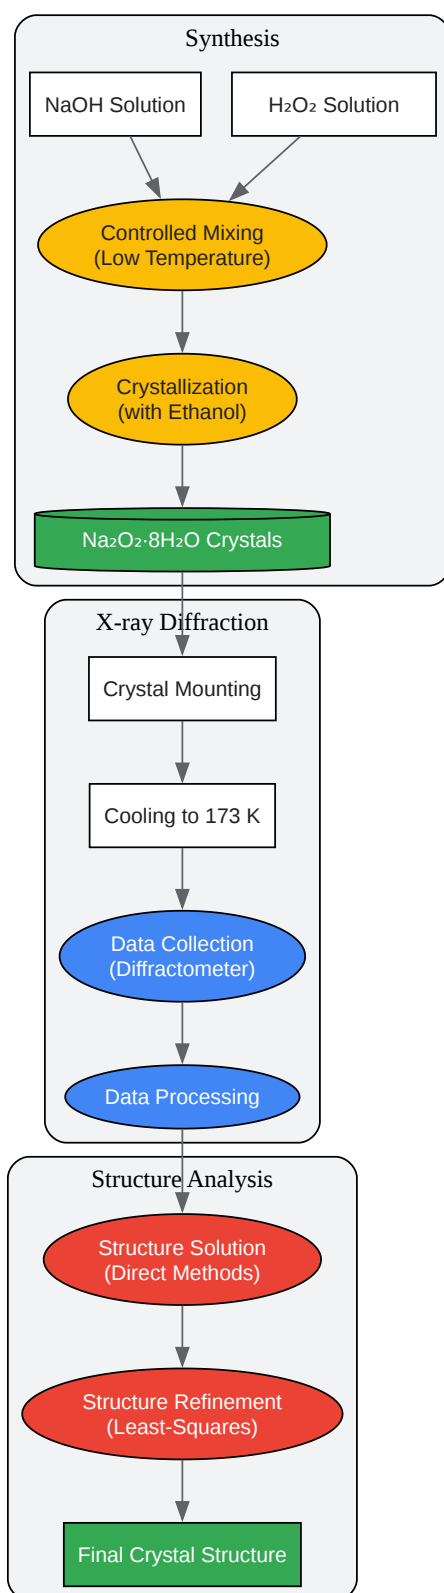 Synthesis
NaOH Solution
H₂O₂ Solution
Controlled Mixing
(Low Temperature)
Crystallization
(with Ethanol)
Na₂O₂·8H₂O Crystals
X-ray Diffraction
Crystal Mounting
Cooling to 173 K
Data Collection
(Diffractometer)
Data Processing
Structure Analysis
Structure Solution
(Direct Methods)
Structure Refinement
(Least-Squares)
Final Crystal Structure